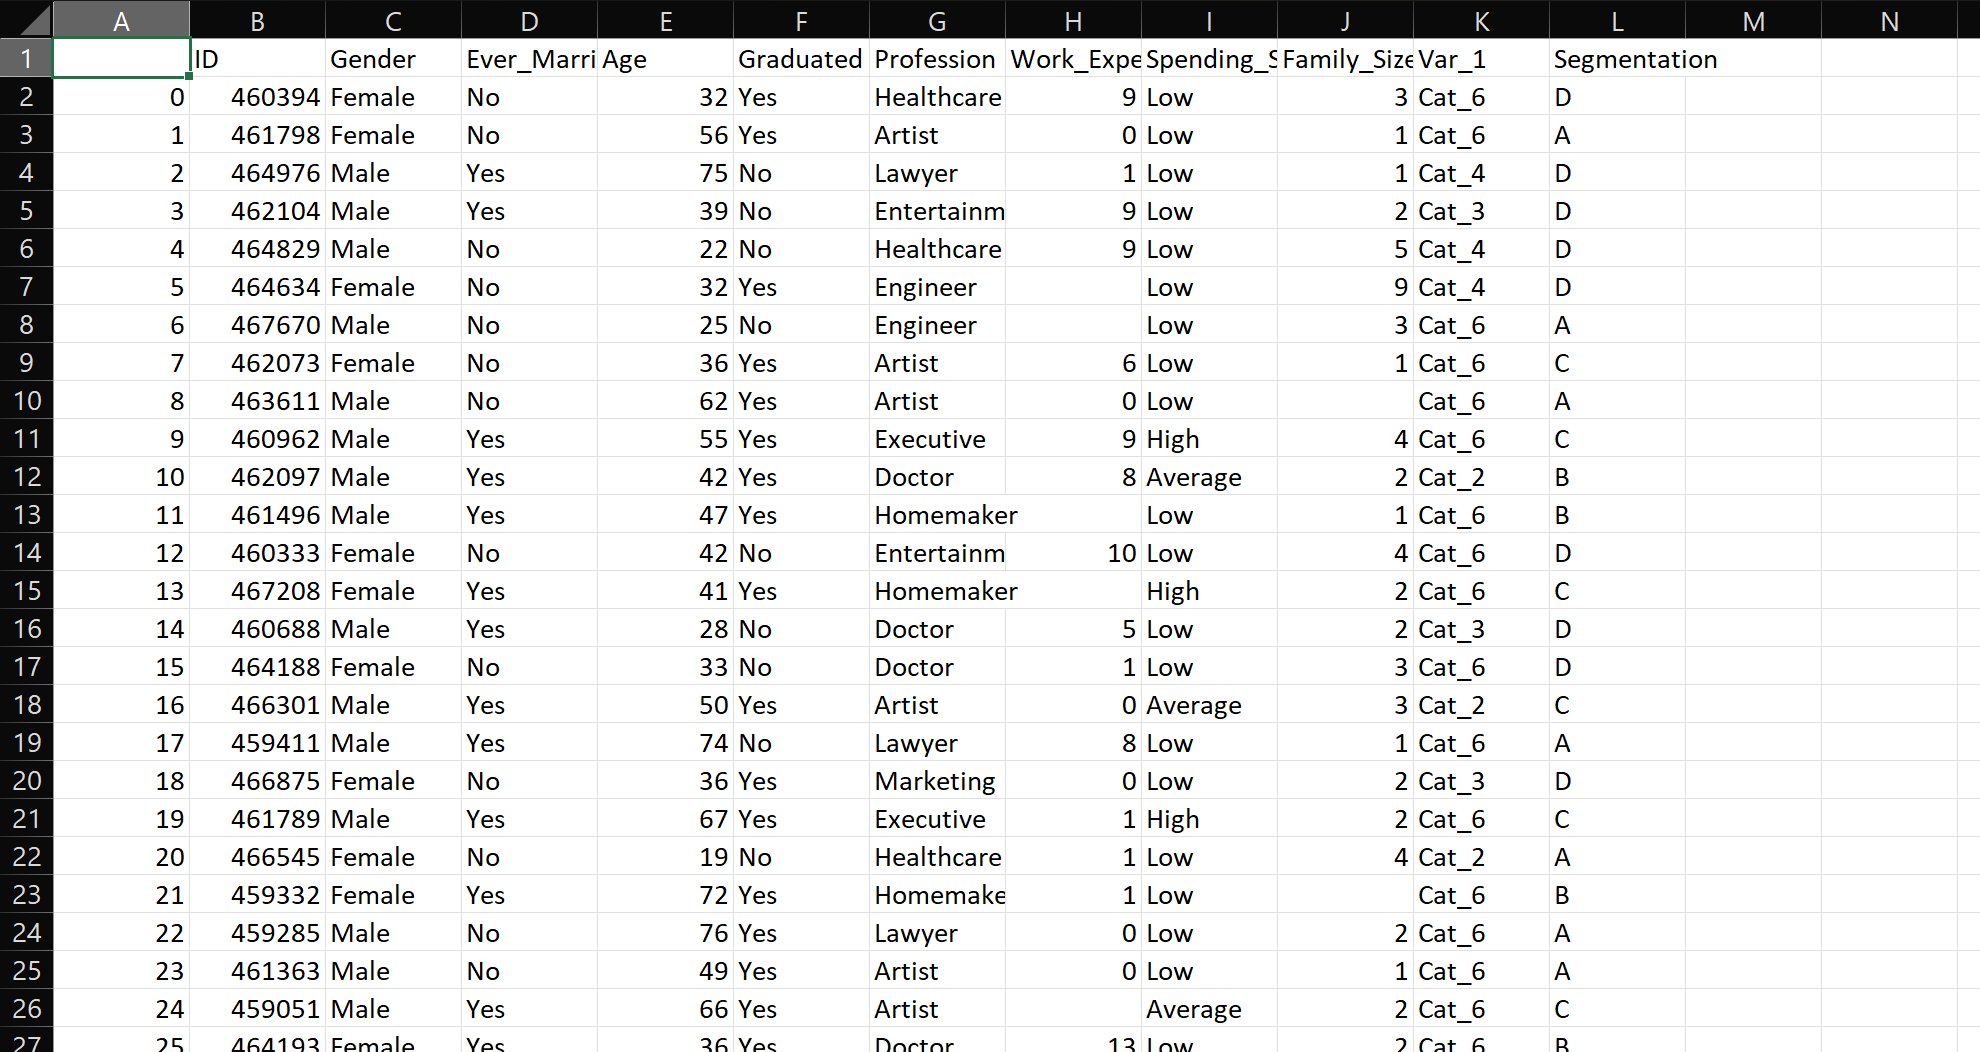 A B C D E F G H I J K L M N
1 ID Gender Ever_Marri Age Graduated Profession Work_Expe Spending_S Family_Size Var_1 Segmentation
2 0 460394 Female No 32 Yes Healthcare 9 Low 3 Cat_6 D
3 1 461798 Female No 56 Yes Artist 0 Low 1 Cat_6 A
4 2 464976 Male Yes 75 No Lawyer 1 Low 1 Cat_4 D
5 3 462104 Male Yes 39 No Entertainm 9 Low 2 Cat_3 D
6 4 464829 Male No 22 No Healthcare 9 Low 5 Cat_4 D
7 5 464634 Female No 32 Yes Engineer Low 9 Cat_4 D
8 6 467670 Male No 25 No Engineer Low 3 Cat_6 A
9 7 462073 Female No 36 Yes Artist 6 Low 1 Cat_6 C
10 8 463611 Male No 62 Yes Artist 0 Low Cat_6 A
11 9 460962 Male Yes 55 Yes Executive 9 High 4 Cat_6 C
12 10 462097 Male Yes 42 Yes Doctor 8 Average 2 Cat_2 B
13 11 461496 Male Yes 47 Yes Homemaker Low 1 Cat_6 B
14 12 460333 Female No 42 No Entertainm 10 Low 4 Cat_6 D
15 13 467208 Female Yes 41 Yes Homemaker High 2 Cat_6 C
16 14 460688 Male Yes 28 No Doctor 5 Low 2 Cat_3 D
17 15 464188 Female No 33 No Doctor 1 Low 3 Cat_6 D
18 16 466301 Male Yes 50 Yes Artist 0 Average 3 Cat_2 C
19 17 459411 Male Yes 74 No Lawyer 8 Low 1 Cat_6 A
20 18 466875 Female No 36 Yes Marketing 0 Low 2 Cat_3 D
21 19 461789 Male Yes 67 Yes Executive 1 High 2 Cat_6 C
22 20 466545 Female No 19 No Healthcare 1 Low 4 Cat_2 A
23 21 459332 Female Yes 72 Yes Homemake 1 Low Cat_6 B
24 22 459285 Male No 76 Yes Lawyer 0 Low 2 Cat_6 A
25 23 461363 Male No 49 Yes Artist 0 Low 1 Cat_6 A
26 24 459051 Male Yes 66 Yes Artist Average 2 Cat_6 C
27 25 464193 Female Yes 36 Yes Doctor 13 Low 2 Cat_6 B